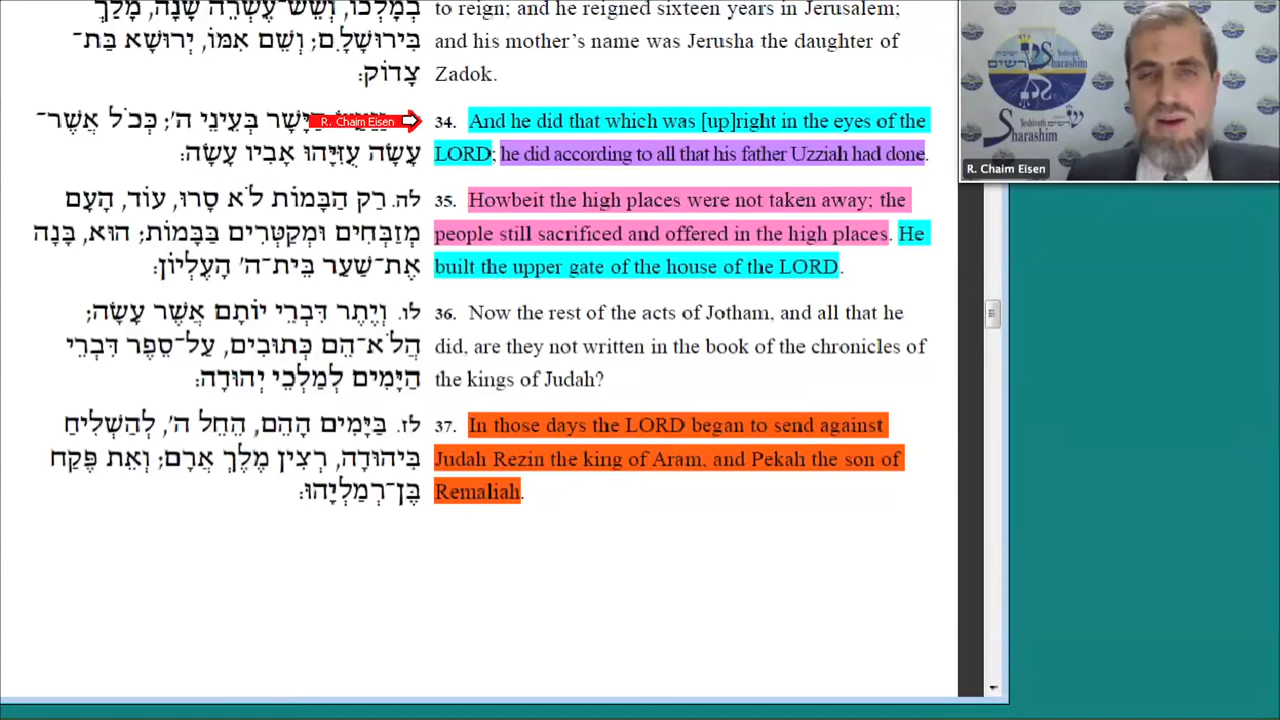 בְּמָלְכוֹ, וְשֵׁשׁ־עֶשְׂרֵה שָׁנָה, מָלַךְ
בִּירוּשָׁלִָם; וְשֵׁם אִמּוֹ, יְרוּשָׁא בַּת־
צָדוֹק:
to reign; and he reigned sixteen years in Jerusalem;
and his mother's name was Jerusha the daughter of
Zadok.
הַיָּשָׁר בְּעֵינֵי ה׳; כְּכֹל אֲשֶׁר־
עָשָׂה עֻזִּיָּהוּ אָבִיו עָשָׂה:
R. Chaim Eisen
34. And he did that which was [up]right in the eyes of the
LORD; he did according to all that his father Uzziah had done.
לה. רַק הַבָּמוֹת לֹא סָרוּ, עוֹד, הָעָם
מְזַבְּחִים וּמְקַטְּרִים בַּבָּמוֹת; הוּא, בָּנָה
אֶת־שַׁעַר בֵּית־ה׳ הָעֶלְיוֹן:
35. Howbeit the high places were not taken away; the
people still sacrificed and offered in the high places. He
built the upper gate of the house of the LORD.
לו. וְיֶתֶר דִּבְרֵי יוֹתָם אֲשֶׁר עָשָׂה;
הֲלֹא־הֵם כְּתוּבִים, עַל־סֵפֶר דִּבְרֵי
הַיָּמִים לְמַלְכֵי יְהוּדָה:
36. Now the rest of the acts of Jotham, and all that he
did, are they not written in the book of the chronicles of
the kings of Judah?
לז. בַּיָּמִים הָהֵם, הֵחֵל ה׳, לְהַשְׁלִיחַ
בִּיהוּדָה, רְצִין מֶלֶךְ אֲרָם; וְאֵת פֶּקַח
בֶּן־רְמַלְיָהוּ:
37. In those days the LORD began to send against
Judah Rezin the king of Aram, and Pekah the son of
Remaliah.
ישיבת
שרשים
Yeshivath
Sharashim
Yeshivath
Sharashim
R. Chaim Eisen